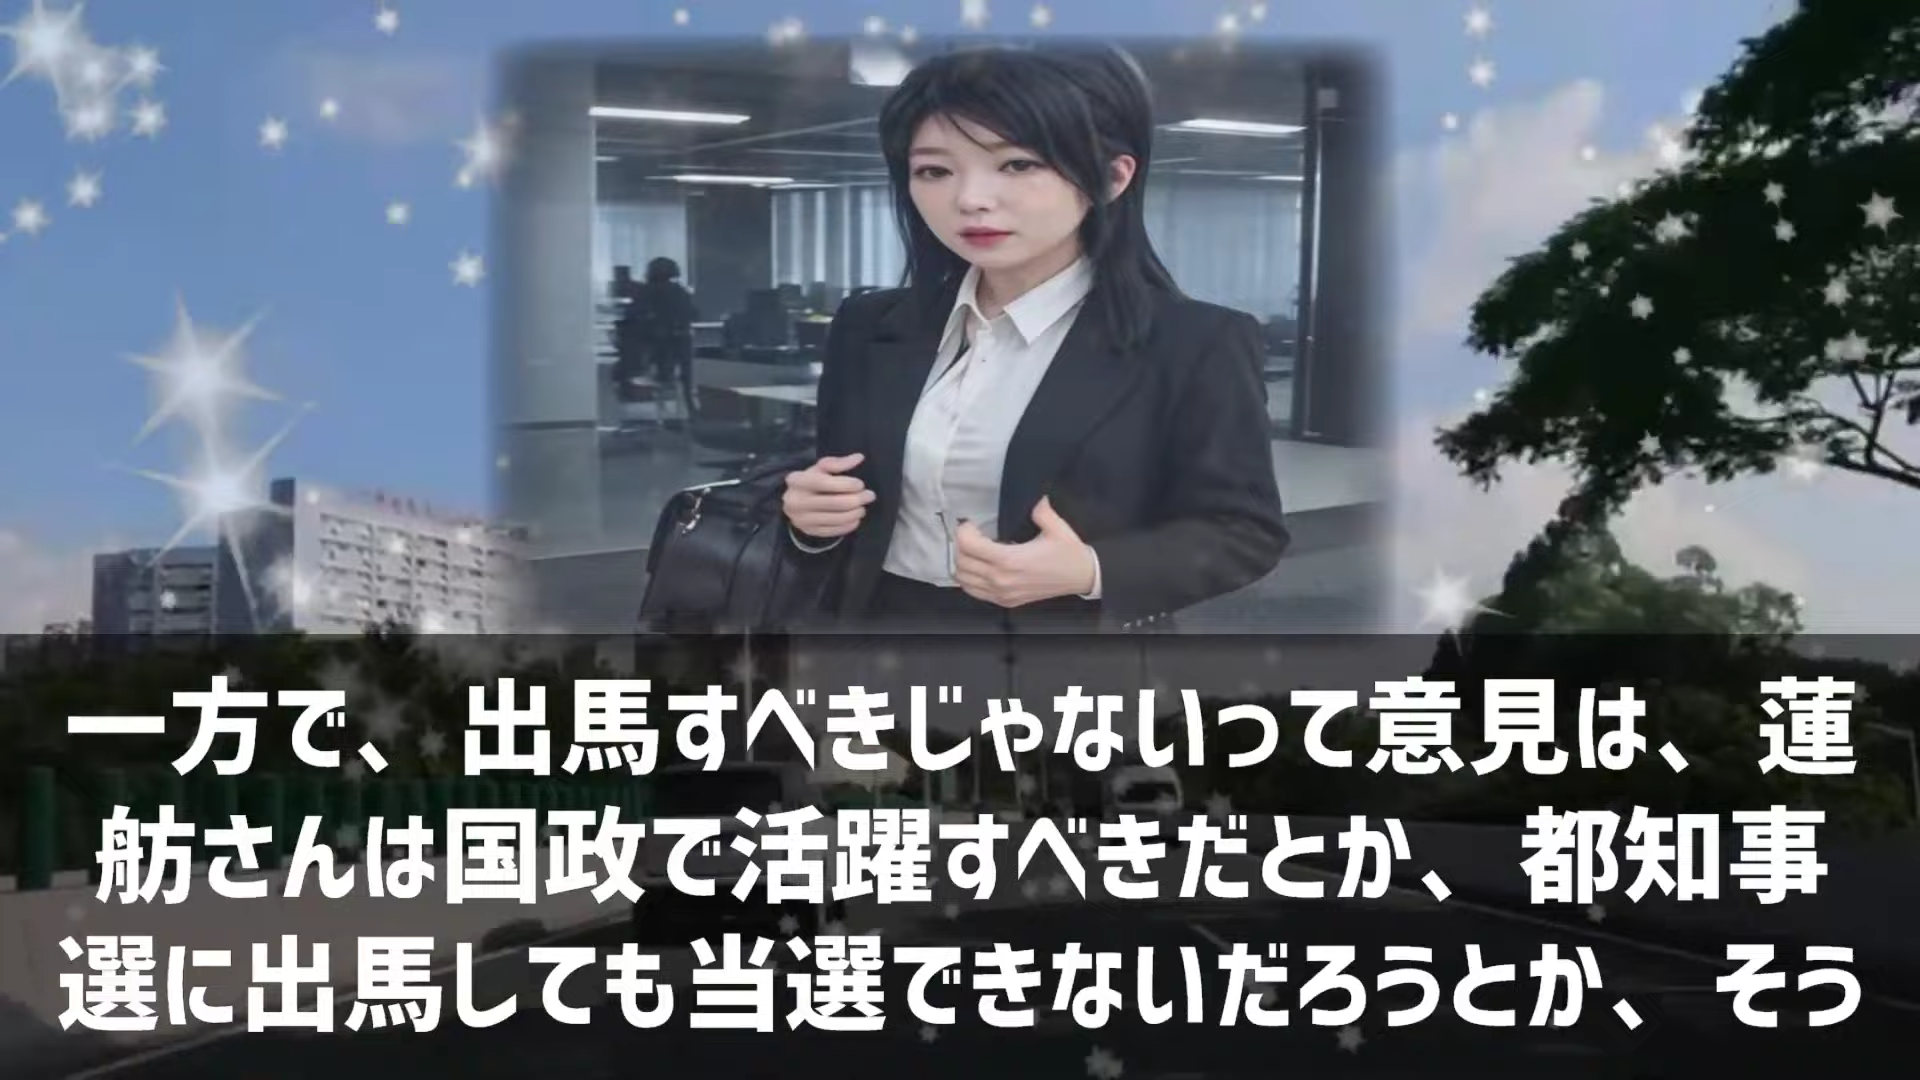 一方で、出馬すべきじゃないって意見は、蓮
舫さんは国政で活躍すべきだとか、都知事
選に出馬しても当選できないだろうとか、そう